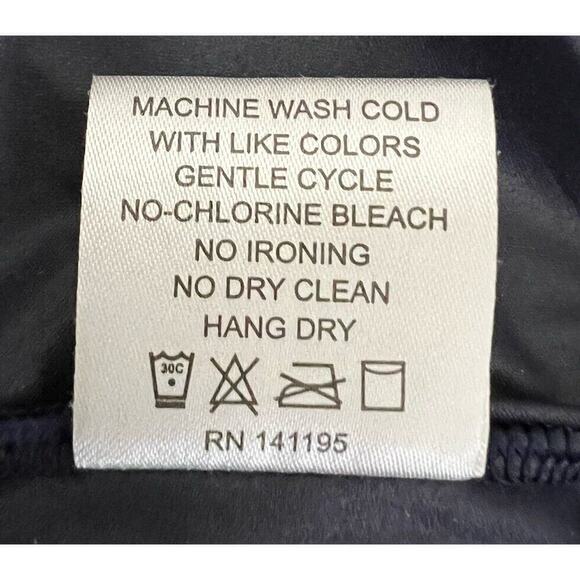 MACHINE WASH COLD
WITH LIKE COLORS
GENTLE CYCLE
NO-CHLORINE BLEACH
NO IRONING
NO DRY CLEAN
HANG DRY
30C
RN 141195